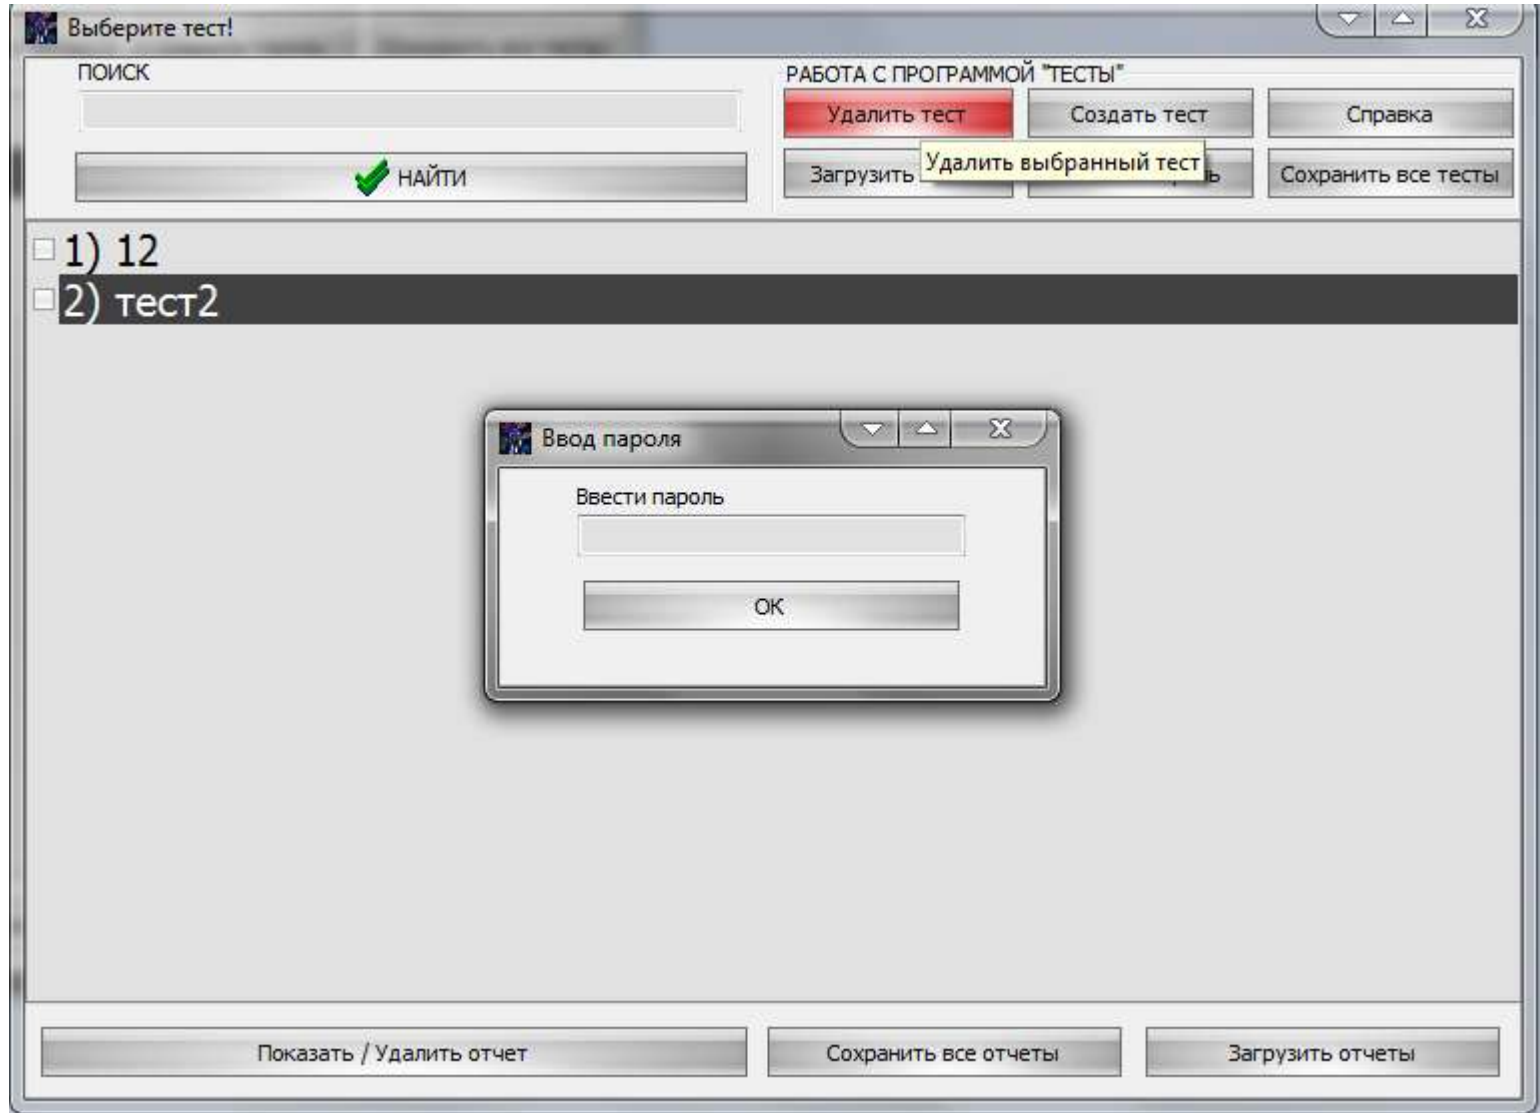 Выберите тест!
ПОИСК
НАЙТИ
РАБОТА С ПРОГРАММОЙ "ТЕСТЫ"
Удалить тест
Создать тест
Справка
Загрузить
Удалить выбранный тест
Сохранить все тесты
1) 12
2) тест2
Ввод пароля
Ввести пароль
ОК
Показать / Удалить отчет
Сохранить все отчеты
Загрузить отчеты